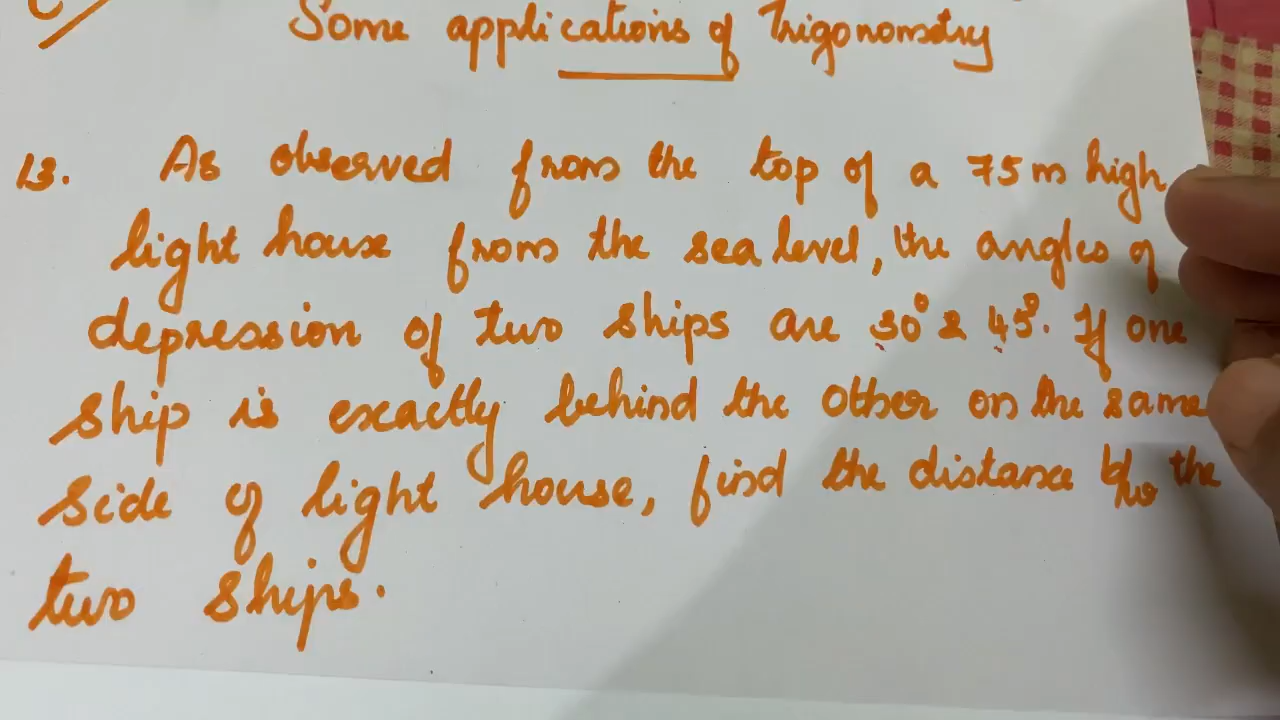 Some applications of Trigonometry
13. As observed from the top of a 75m high
light house from the sea level, the angles of
depression of two ships are 30° & 45°. If one
ship is exactly behind the other on the same
side of light house, find the distance b/w the
two ships.